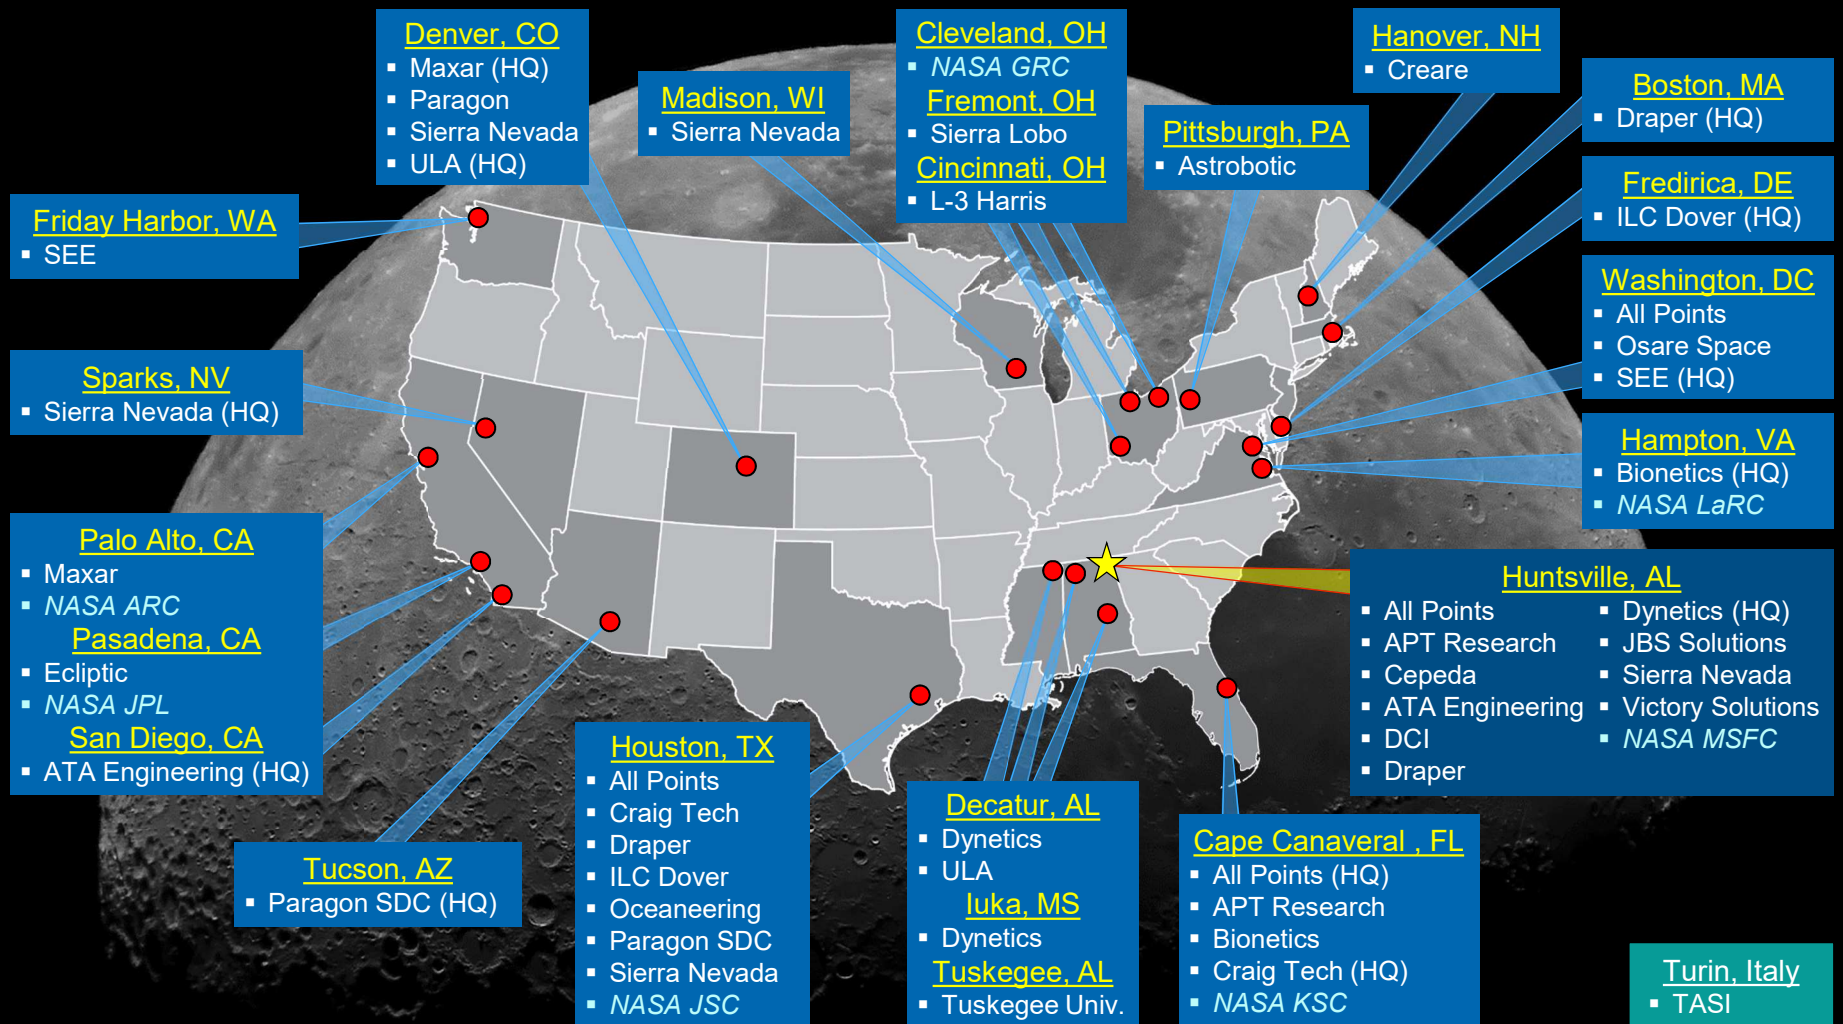 Denver, CO
▪ Maxar (HQ)
▪ Paragon
▪ Sierra Nevada
▪ ULA (HQ)
Madison, WI
▪ Sierra Nevada
Cleveland, OH
▪ NASA GRC
Fremont, OH
▪ Sierra Lobo
Cincinnati, OH
▪ L-3 Harris
Pittsburgh, PA
▪ Astrobotic
Hanover, NH
▪ Creare
Boston, MA
▪ Draper (HQ)
Fredirica, DE
▪ ILC Dover (HQ)
Washington, DC
▪ All Points
▪ Osare Space
▪ SEE (HQ)
Hampton, VA
▪ Bionetics (HQ)
▪ NASA LaRC
Friday Harbor, WA
▪ SEE
Sparks, NV
▪ Sierra Nevada (HQ)
Palo Alto, CA
▪ Maxar
▪ NASA ARC
Pasadena, CA
▪ Ecliptic
▪ NASA JPL
San Diego, CA
▪ ATA Engineering (HQ)
Tucson, AZ
▪ Paragon SDC (HQ)
Houston, TX
▪ All Points
▪ Craig Tech
▪ Draper
▪ ILC Dover
▪ Oceaneering
▪ Paragon SDC
▪ Sierra Nevada
▪ NASA JSC
Decatur, AL
▪ Dynetics
▪ ULA
Iuka, MS
▪ Dynetics
Tuskegee, AL
▪ Tuskegee Univ.
Cape Canaveral , FL
▪ All Points (HQ)
▪ APT Research
▪ Bionetics
▪ Craig Tech (HQ)
▪ NASA KSC
Huntsville, AL
▪ All Points
▪ APT Research
▪ Cepeda
▪ ATA Engineering
▪ DCI
▪ Draper
▪ Dynetics (HQ)
▪ JBS Solutions
▪ Sierra Nevada
▪ Victory Solutions
▪ NASA MSFC
Turin, Italy
▪ TASI